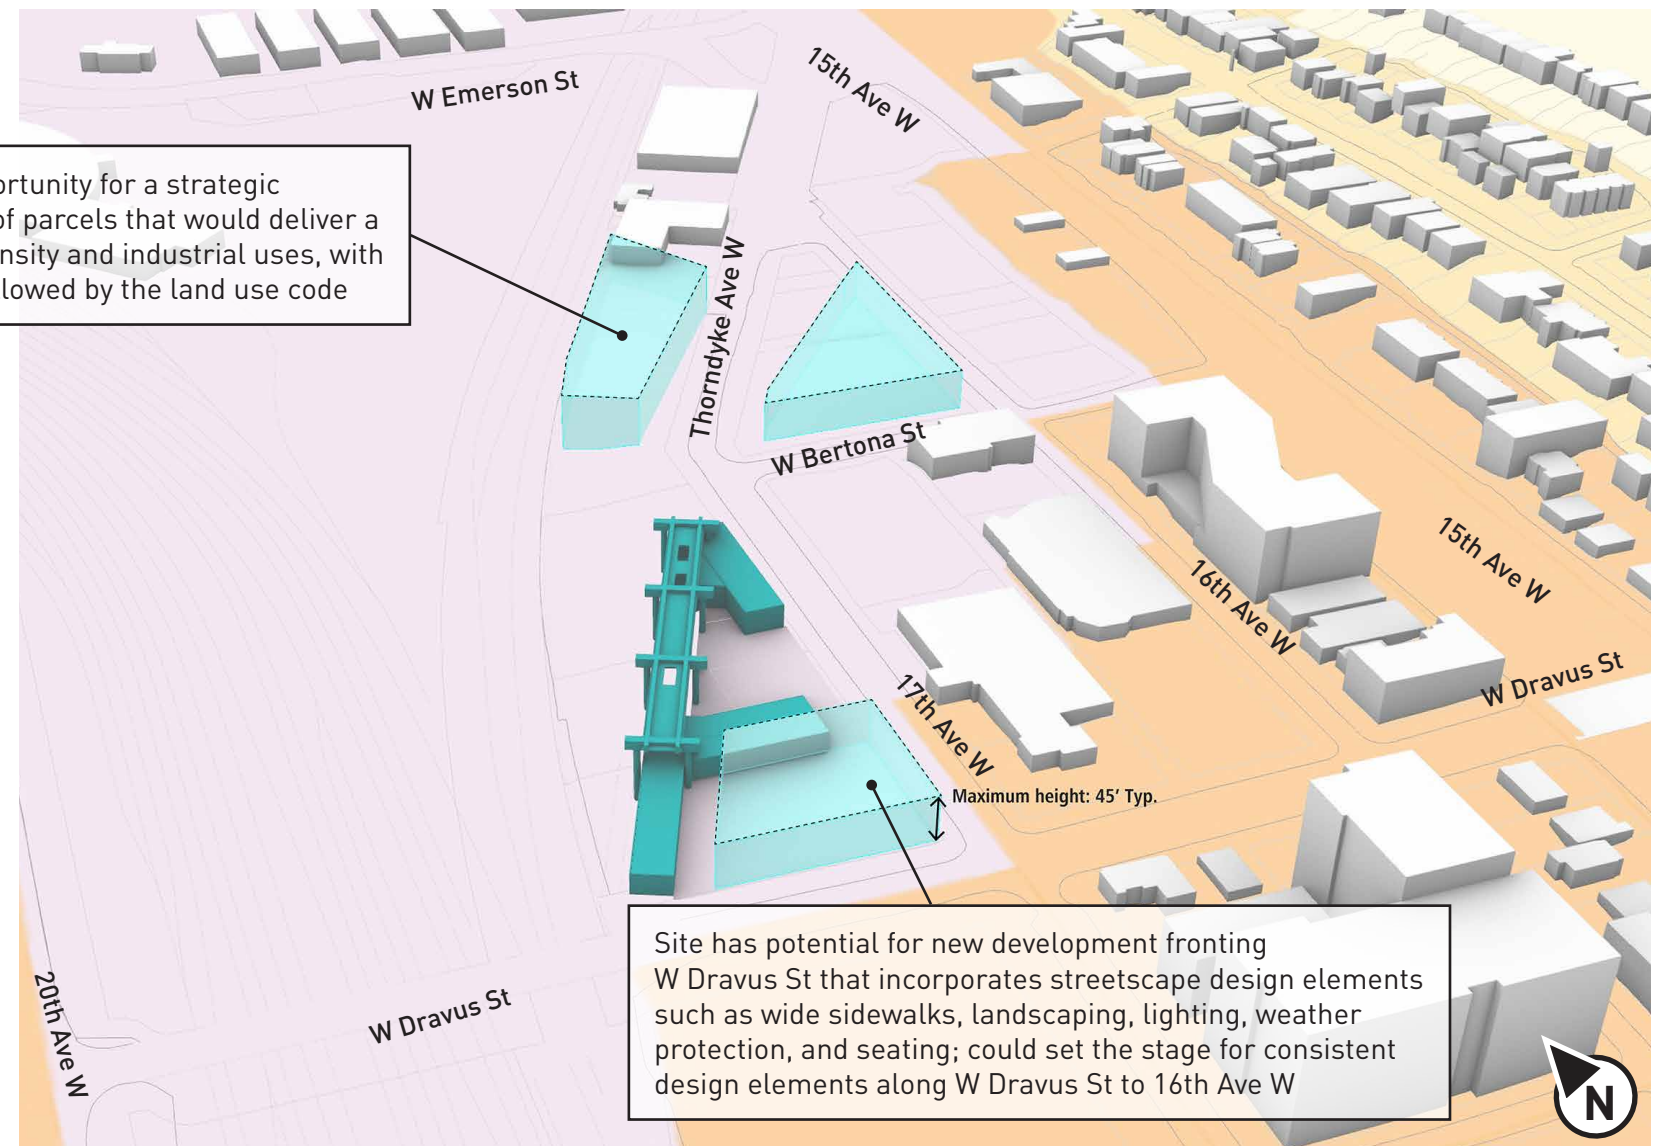 W Emerson St
15th Ave W
for a strategic
of parcels that would deliver a
and industrial uses, with
by the land use code
Thorndyke Ave W
W Bertona St
15th Ave W
16th Ave W
W Dravus St
17th Ave W
Maximum height: 45’ Typ.
Site has potential for new development fronting
W Dravus St that incorporates streetscape design elements
such as wide sidewalks, landscaping, lighting, weather
protection, and seating; could set the stage for consistent
design elements along W Dravus St to 16th Ave W
20th Ave W
W Dravus St
N